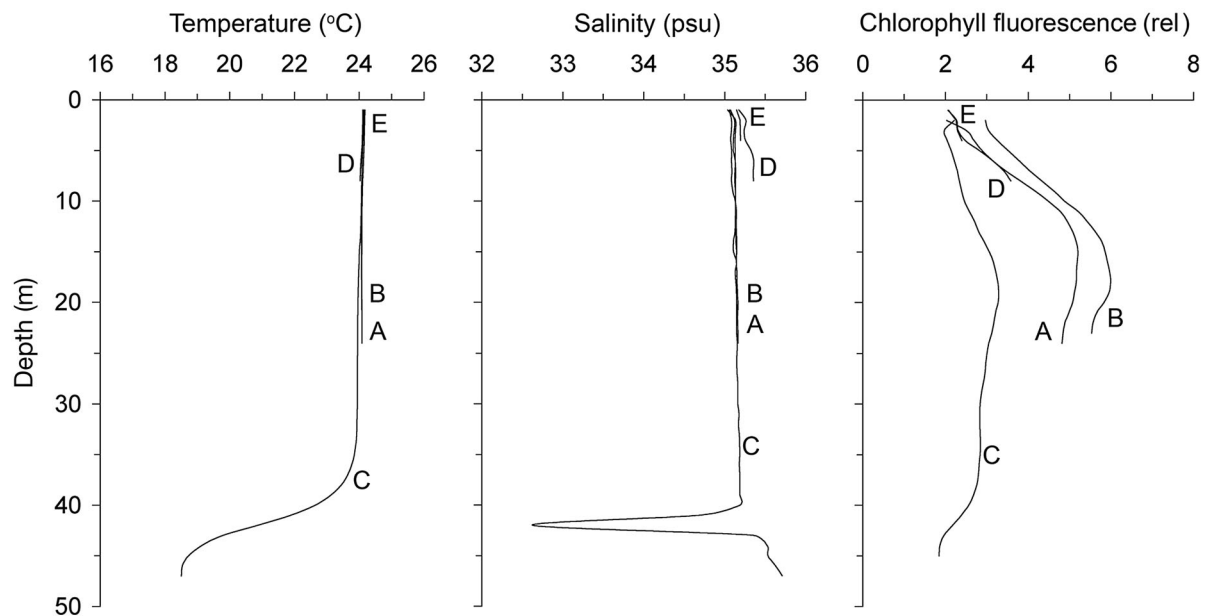 Temperature (°C)
16 18 20 22 24 26
Salinity (psu)
32 33 34 35 36
Chlorophyll fluorescence (rel)
0 2 4 6 8
Depth (m)
0
10
20
30
40
50
E
D
B
A
C
E
D
B
A
C
E
D
B
A
C